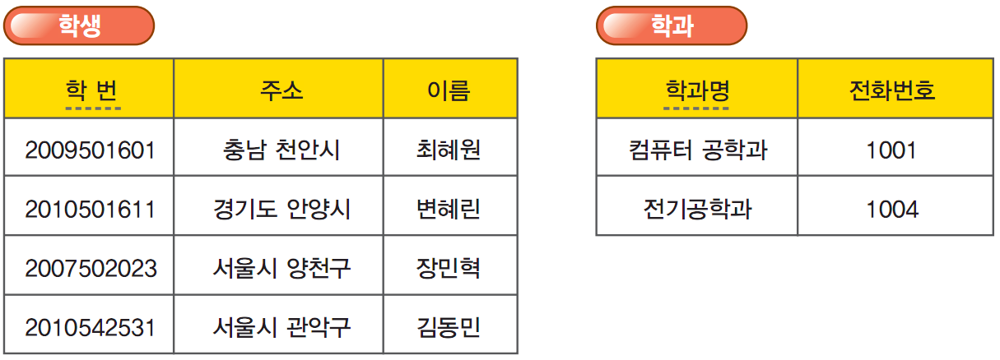 학생
학 번 주소 이름
2009501601 충남 천안시 최혜원
2010501611 경기도 안양시 변혜린
2007502023 서울시 양천구 장민혁
2010542531 서울시 관악구 김동민
학과
학과명 전화번호
컴퓨터 공학과 1001
전기공학과 1004